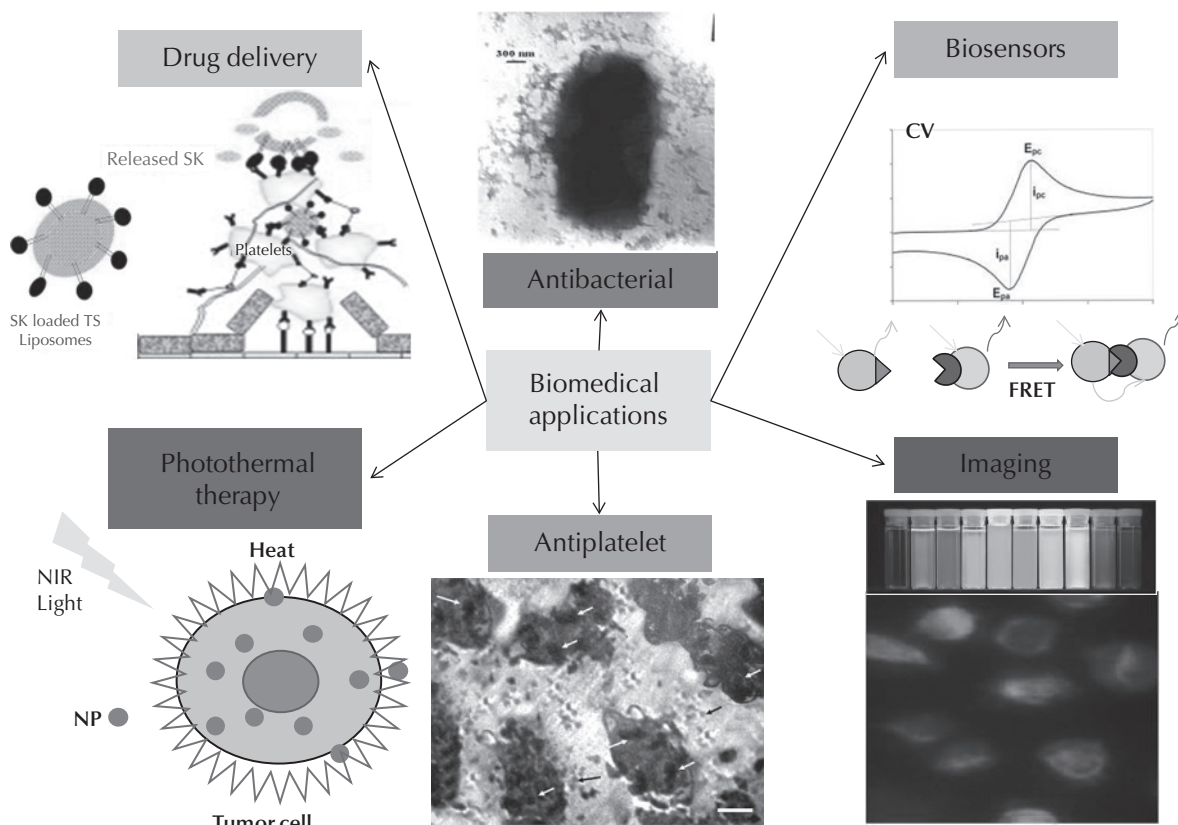 Drug delivery
Released SK
Platelets
SK loaded TS
Liposomes
300 nm
Antibacterial
Biosensors
CV
Epc
ipc
ipa
Epa
FRET
Biomedical
applications
Photothermal
therapy
NIR
Light
Heat
NP
Tumor cell
Antiplatelet
Imaging